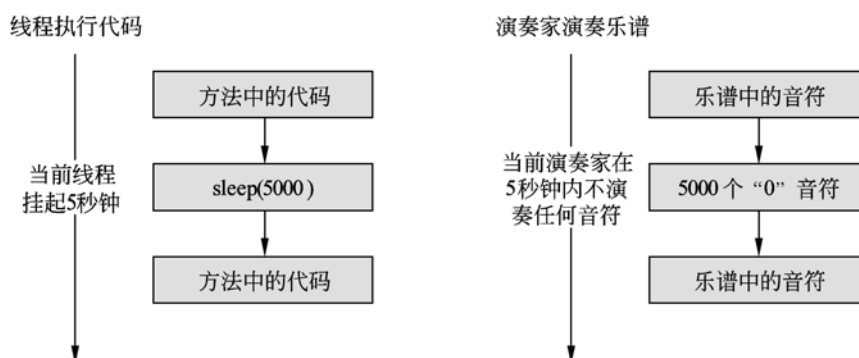 线程执行代码
方法中的代码
当前线程
挂起5秒钟
sleep(5000)
方法中的代码
演奏家演奏乐谱
乐谱中的音符
当前演奏家在
5秒钟内不演
奏任何音符
5000个“0”音符
乐谱中的音符